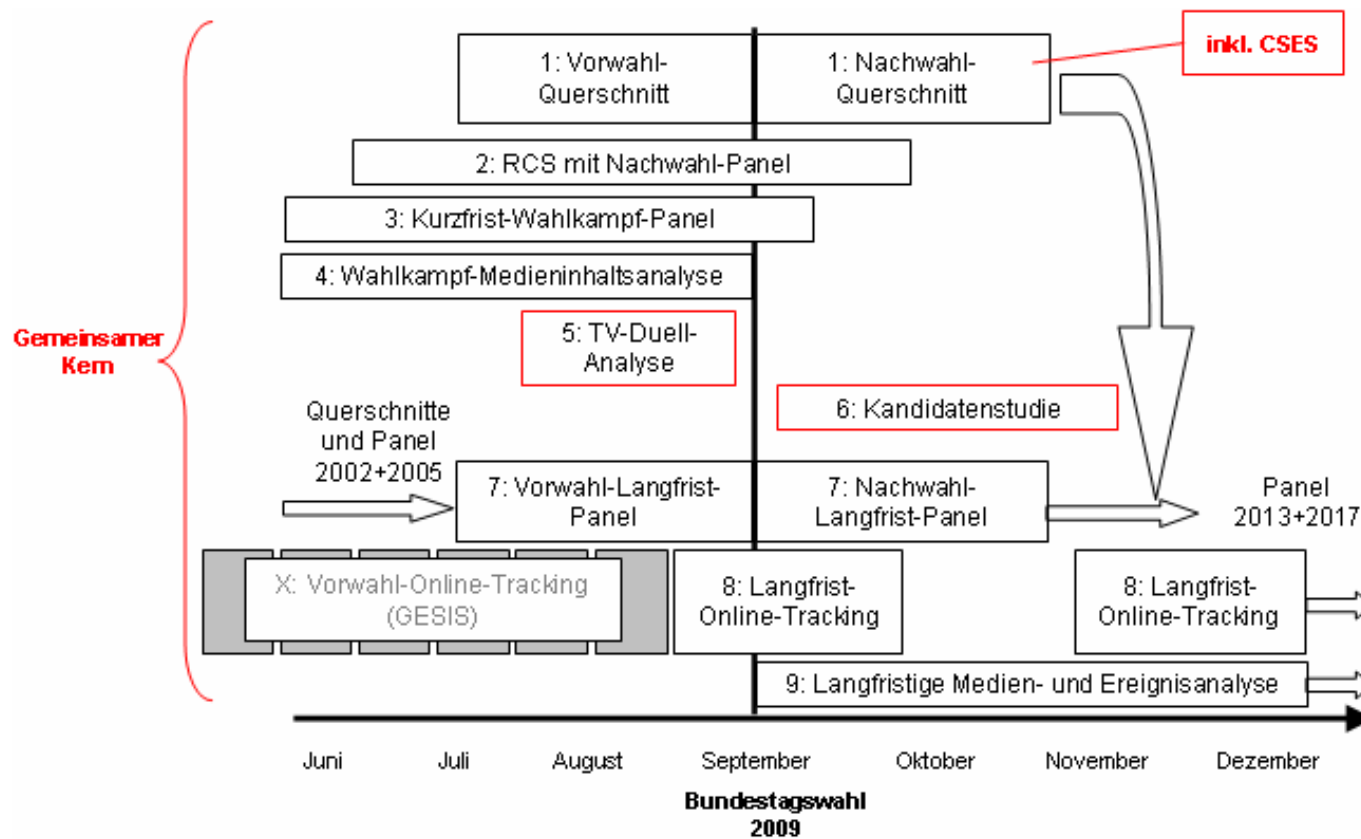 inkl. CSES
1: Vorwahl-
Querschnitt
1: Nachwahl-
Querschnitt
2: RCS mit Nachwahl-Panel
3: Kurzfrist-Wahlkampf-Panel
4: Wahlkampf-Medieninhaltsanalyse
5: TV-Duell-
Analyse
Gemeinsamer
Kern
6: Kandidatenstudie
Querschnitte
und Panel
2002+2005
7: Vorwahl-Langfrist-
Panel
7: Nachwahl-
Langfrist-Panel
Panel
2013+2017
X: Vorwahl-Online-Tracking
(GESIS)
8: Langfrist-
Online-Tracking
8: Langfrist-
Online-Tracking
9: Langfristige Medien- und Ereignisanalyse
Juni Juli August September Oktober November Dezember
Bundestagswahl
2009